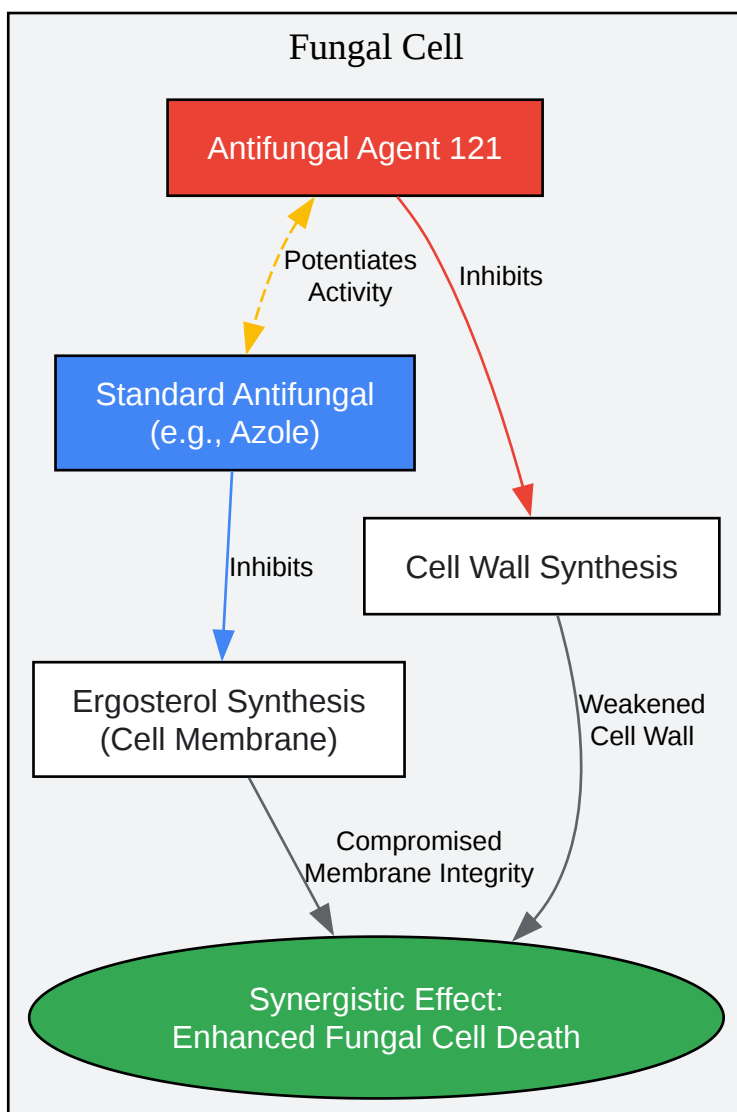 Fungal Cell
Antifungal Agent 121
Potentiates
Activity
Inhibits
Standard Antifungal
(e.g., Azole)
Inhibits
Cell Wall Synthesis
Ergosterol Synthesis
(Cell Membrane)
Weakened
Cell Wall
Compromised
Membrane Integrity
Synergistic Effect:
Enhanced Fungal Cell Death